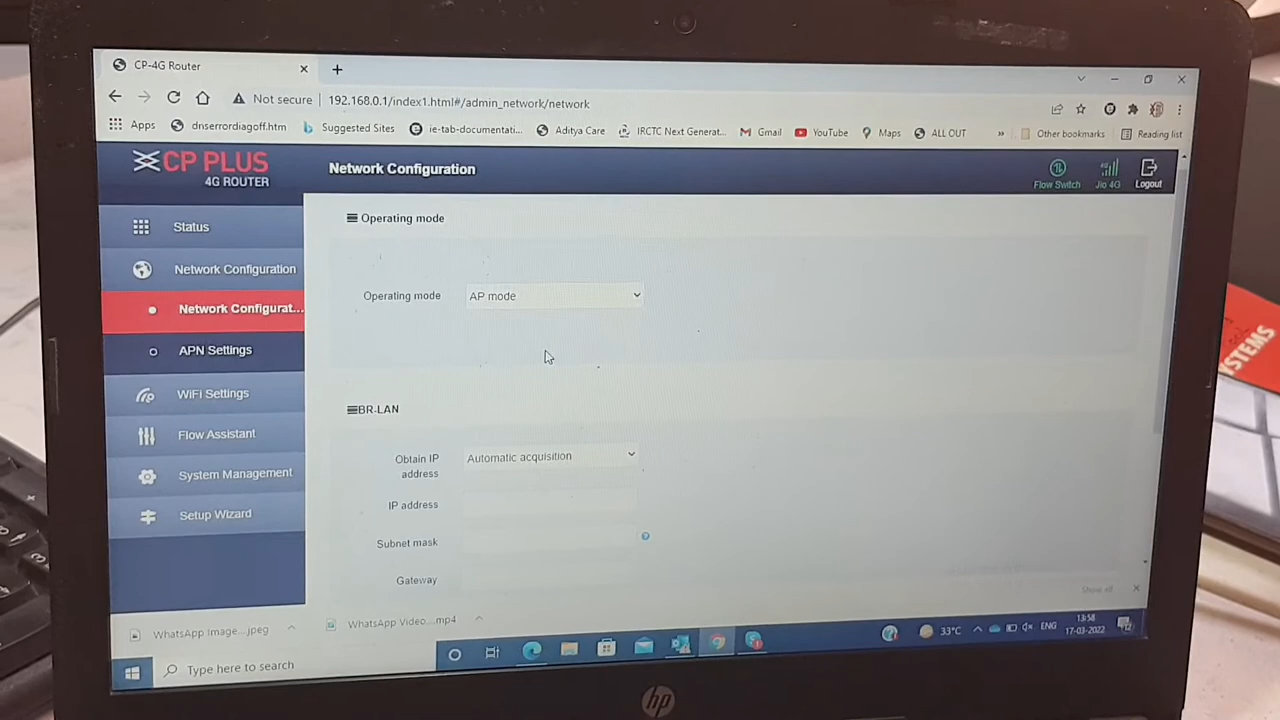 CP-4G Router
Not secure
192.168.0.1/index1.html#/admin_network/network
Apps
dnserrordiagoff.htm
Suggested Sites
ie-tab-documentati...
Aditya Care
IRCTC Next Generat...
Gmail
YouTube
Maps
ALL OUT
»
Other bookmarks
Reading list
CP PLUS
4G ROUTER
Network Configuration
Flow Switch
4G
Jio 4G
Logout
Status
Network Configuration
Network Configurat...
APN Settings
WiFi Settings
Flow Assistant
System Management
Setup Wizard
Operating mode
Operating mode
AP mode
BR-LAN
Obtain IP
address
Automatic acquisition
IP address
Subnet mask
Gateway
Show all
WhatsApp Image....jpeg
WhatsApp Video....mp4
Type here to search
33°C
ENG
13:58
17-03-2022
hp
STEMS